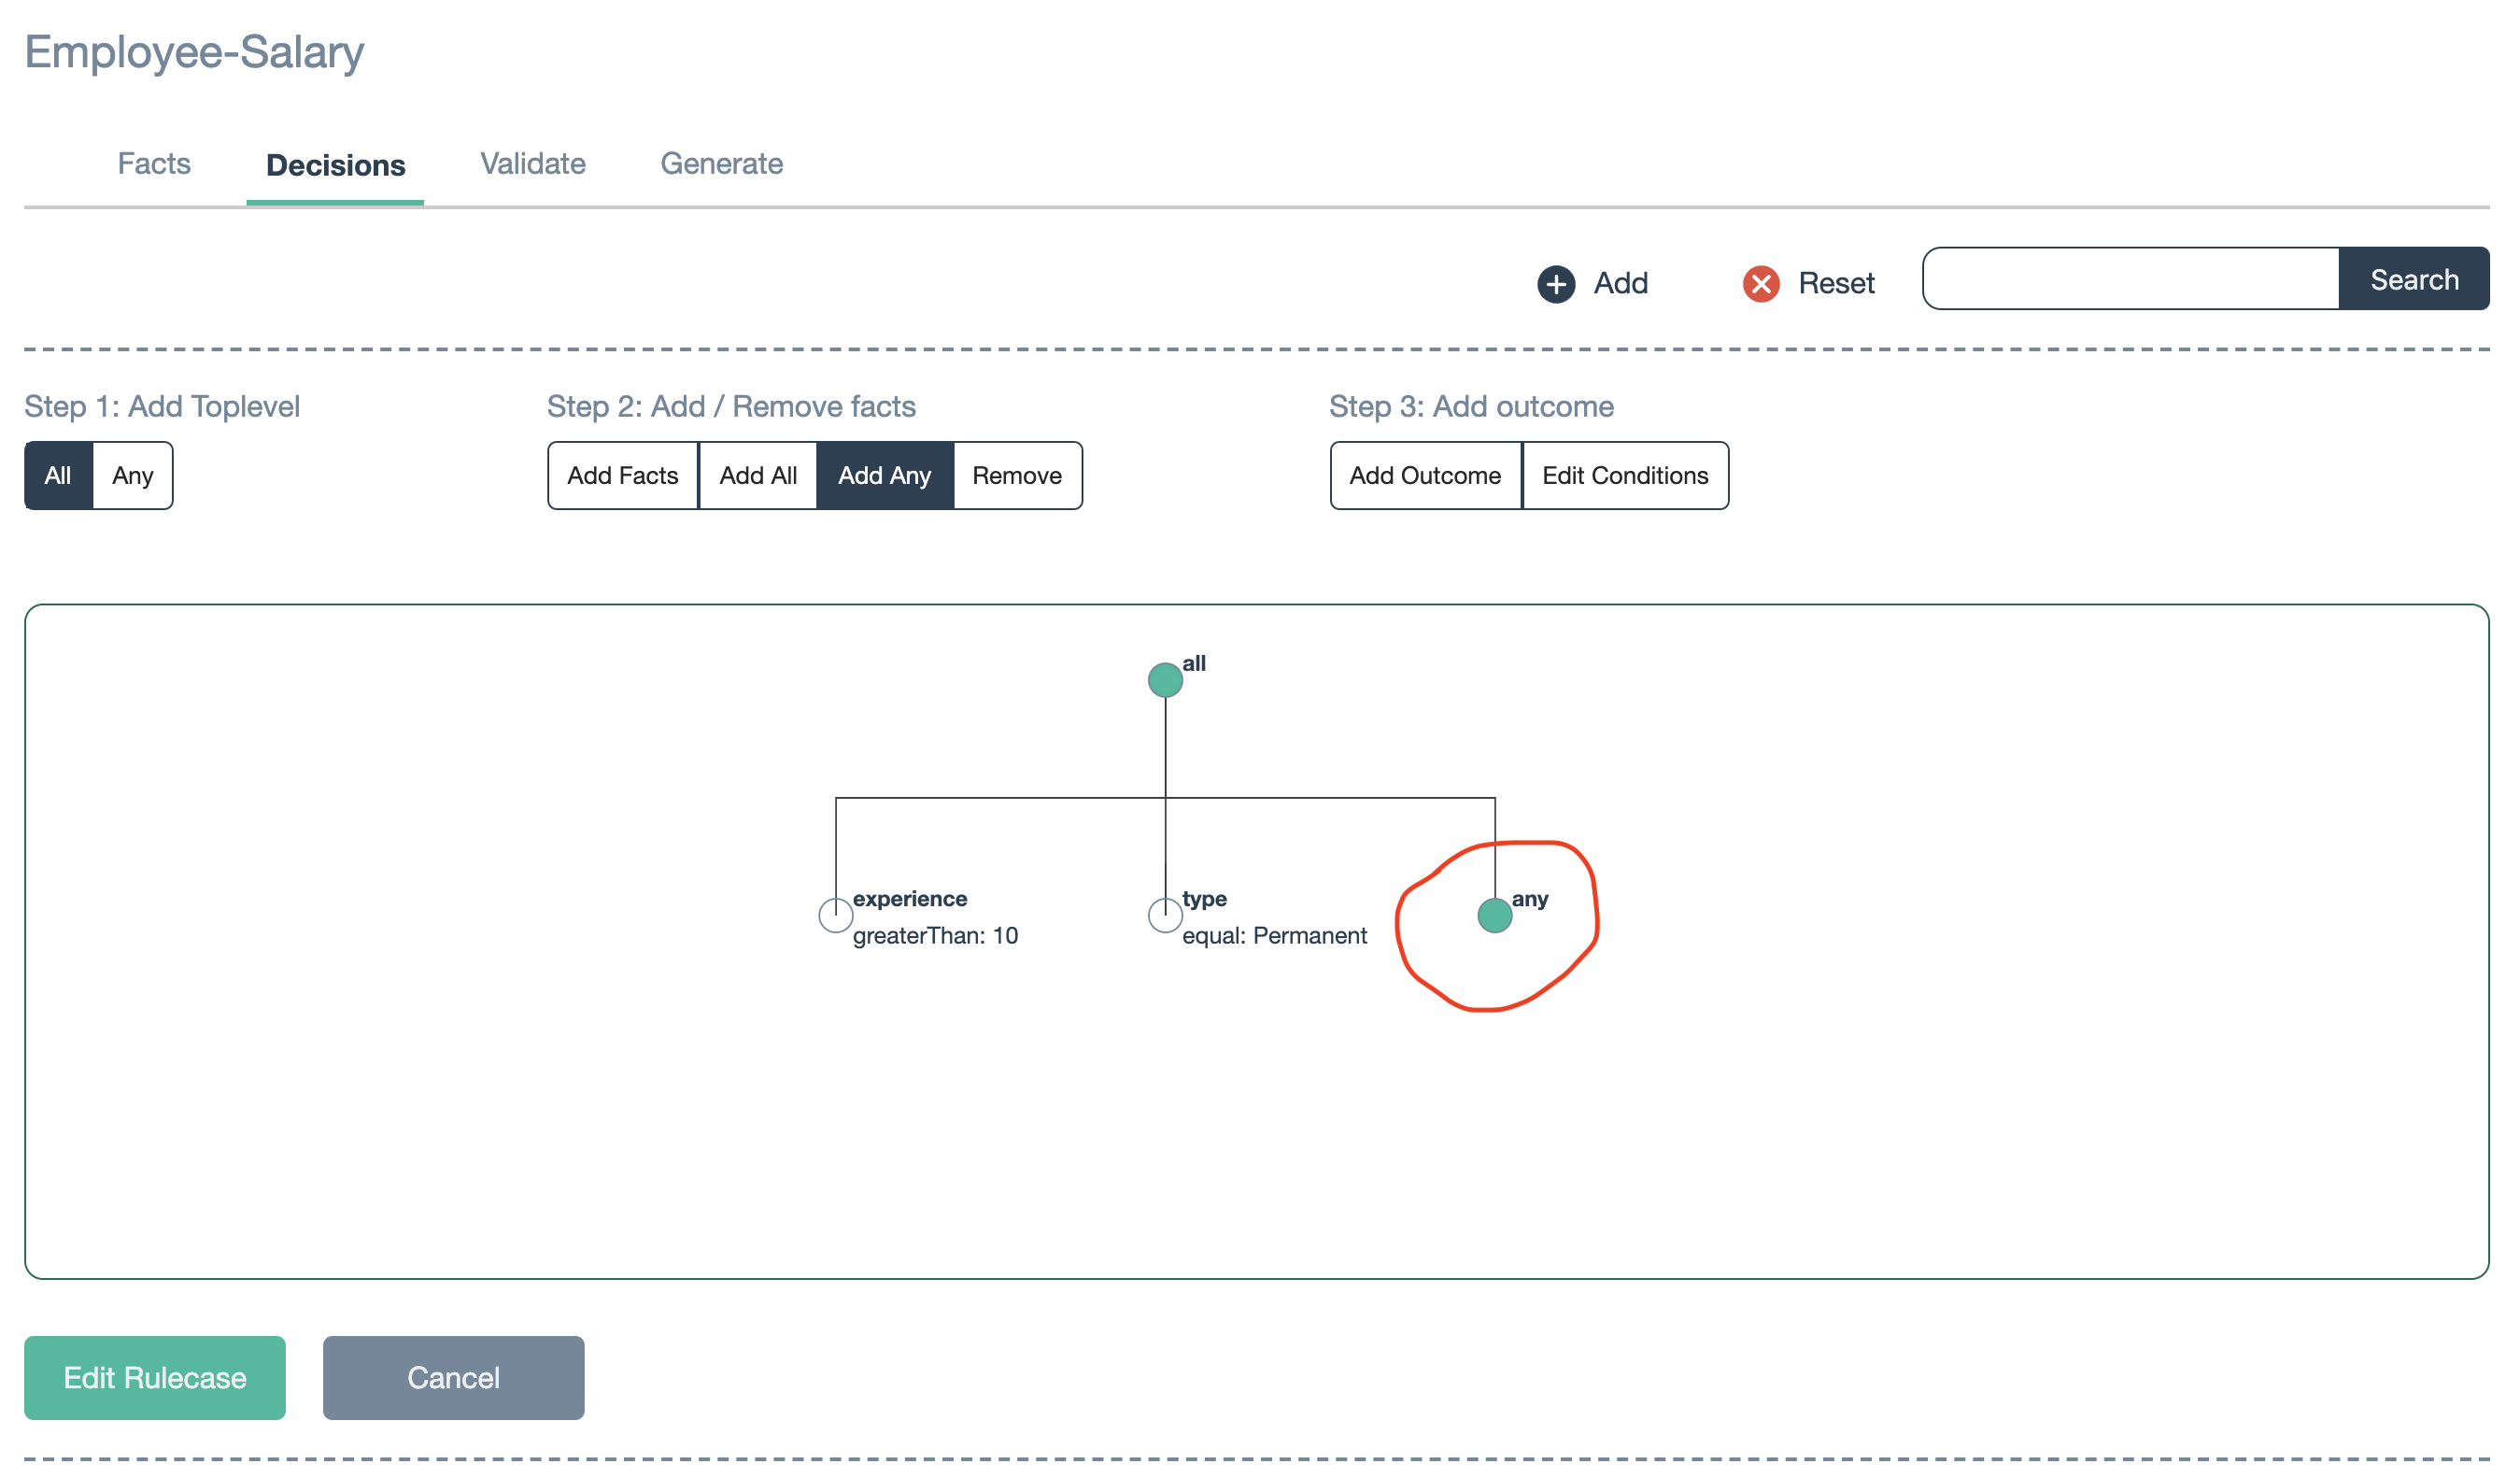 Employee-Salary
Facts Decisions Validate Generate
Add Reset Search
Step 1: Add Toplevel Step 2: Add / Remove facts Step 3: Add outcome
All Any Add Facts Add All Add Any Remove Add Outcome Edit Conditions
all
experience type any
greaterThan: 10 equal: Permanent
Edit Rulecase Cancel